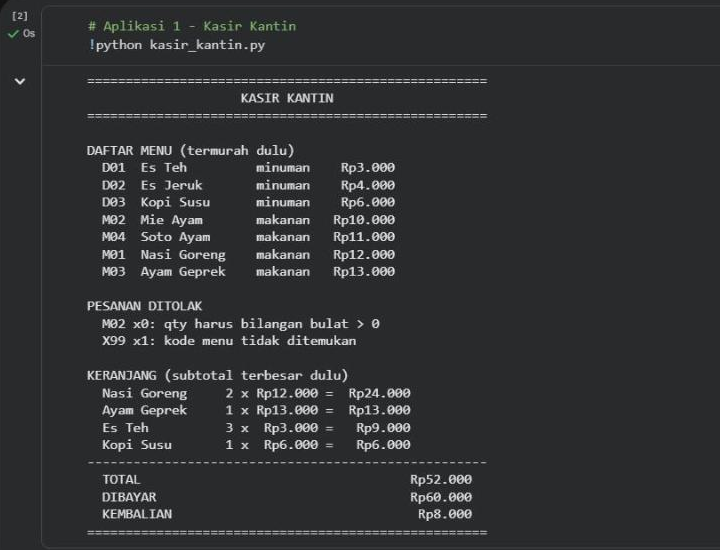 [2]
0s
# Aplikasi 1 - Kasir Kantin
!python kasir_kantin.py
====================================================
KASIR KANTIN
====================================================
DAFTAR MENU (termurah dulu)
D01 Es Teh minuman Rp3.000
D02 Es Jeruk minuman Rp4.000
D03 Kopi Susu minuman Rp6.000
M02 Mie Ayam makanan Rp10.000
M04 Soto Ayam makanan Rp11.000
M01 Nasi Goreng makanan Rp12.000
M03 Ayam Geprek makanan Rp13.000
PESANAN DITOLAK
M02 x0: qty harus bilangan bulat > 0
X99 x1: kode menu tidak ditemukan
KERANJANG (subtotal terbesar dulu)
Nasi Goreng 2 x Rp12.000 = Rp24.000
Ayam Geprek 1 x Rp13.000 = Rp13.000
Es Teh 3 x Rp3.000 = Rp9.000
Kopi Susu 1 x Rp6.000 = Rp6.000
----------------------------------------------------
TOTAL Rp52.000
DIBAYAR Rp60.000
KEMBALIAN Rp8.000
====================================================